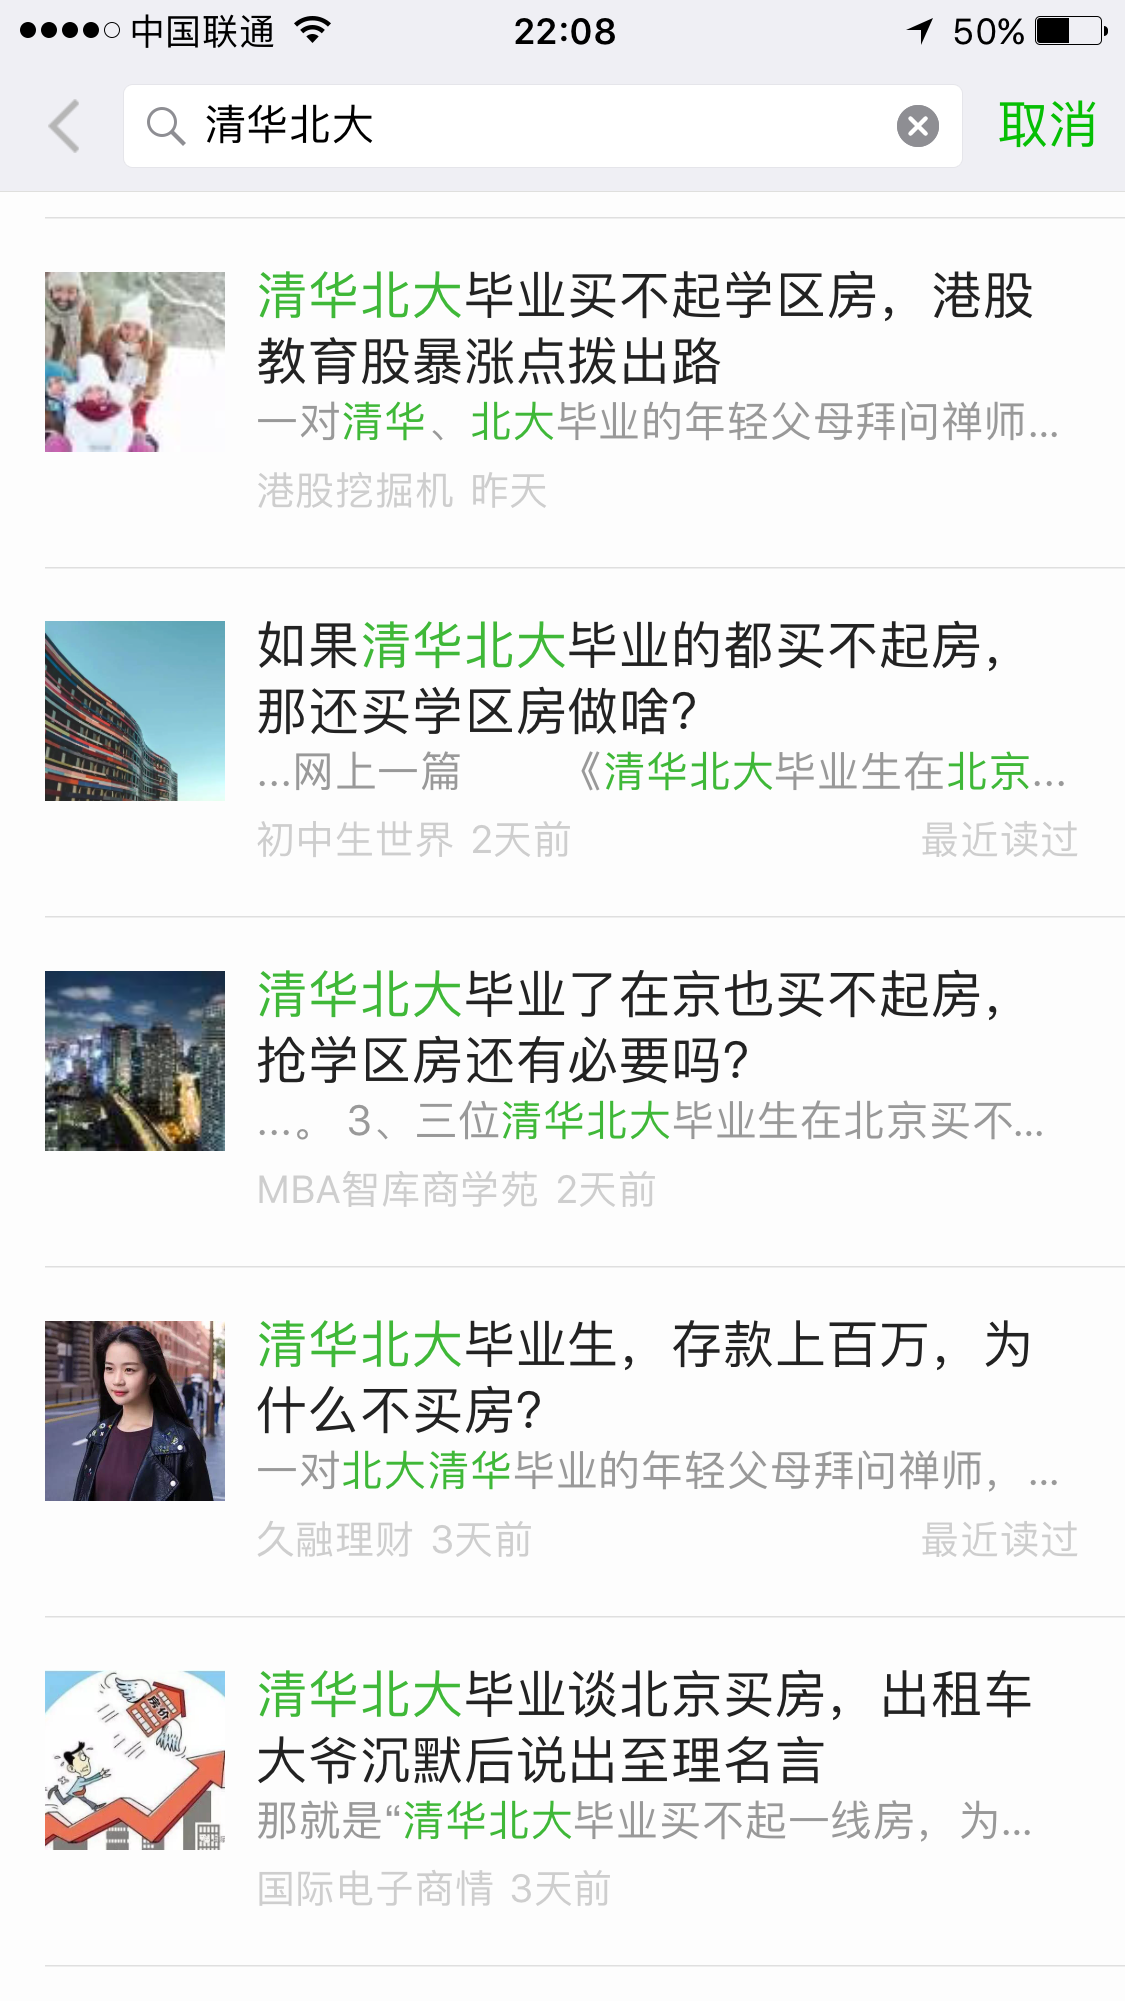 中国联通 22:08 50%
清华北大 取消
清华北大毕业买不起学区房，港股
教育股暴涨点拨出路
一对清华、北大毕业的年轻父母拜问禅师...
港股挖掘机 昨天
如果清华北大毕业的都买不起房，
那还买学区房做啥?
...网上一篇 《清华北大毕业生在北京...
初中生世界 2天前 最近读过
清华北大毕业了在京也买不起房，
抢学区房还有必要吗?
...。 3、三位清华北大毕业生在北京买不...
MBA智库商学苑 2天前
清华北大毕业生，存款上百万，为
什么不买房?
一对北大清华毕业的年轻父母拜问禅师，...
久融理财 3天前 最近读过
房价
清华北大毕业谈北京买房，出租车
大爷沉默后说出至理名言
那就是“清华北大毕业买不起一线房，为...
国际电子商情 3天前